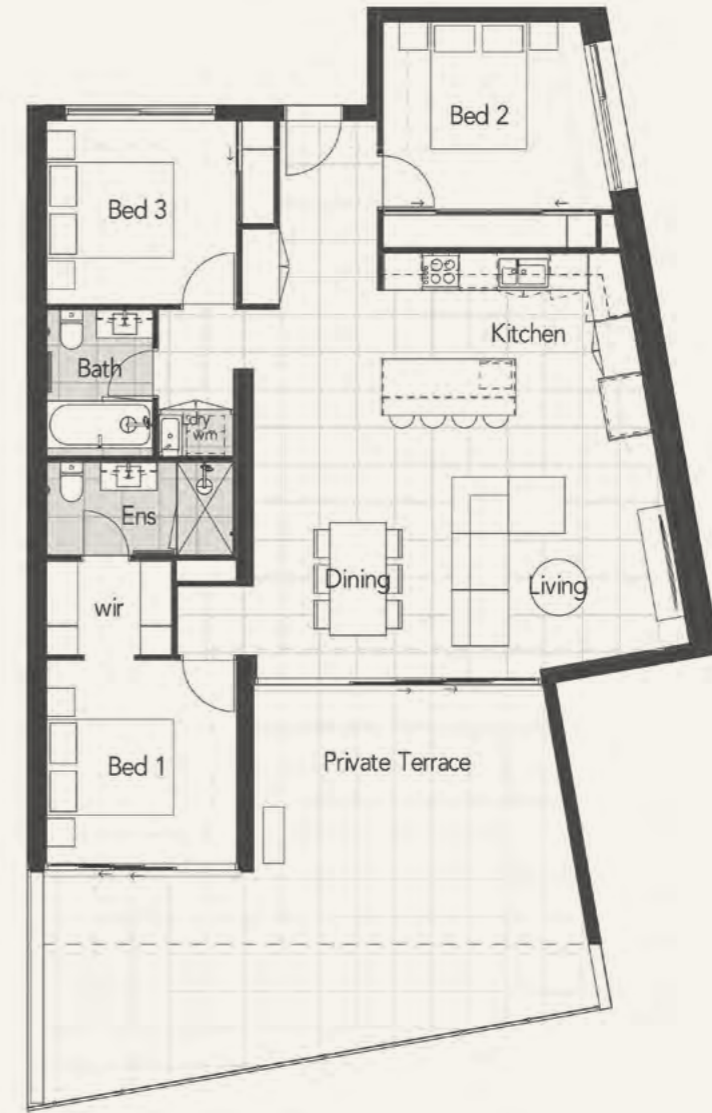 Bed 2
Bed 3
Kitchen
Bath
L'dry
wm
Ens
Dining
Living
wir
Bed 1
Private Terrace